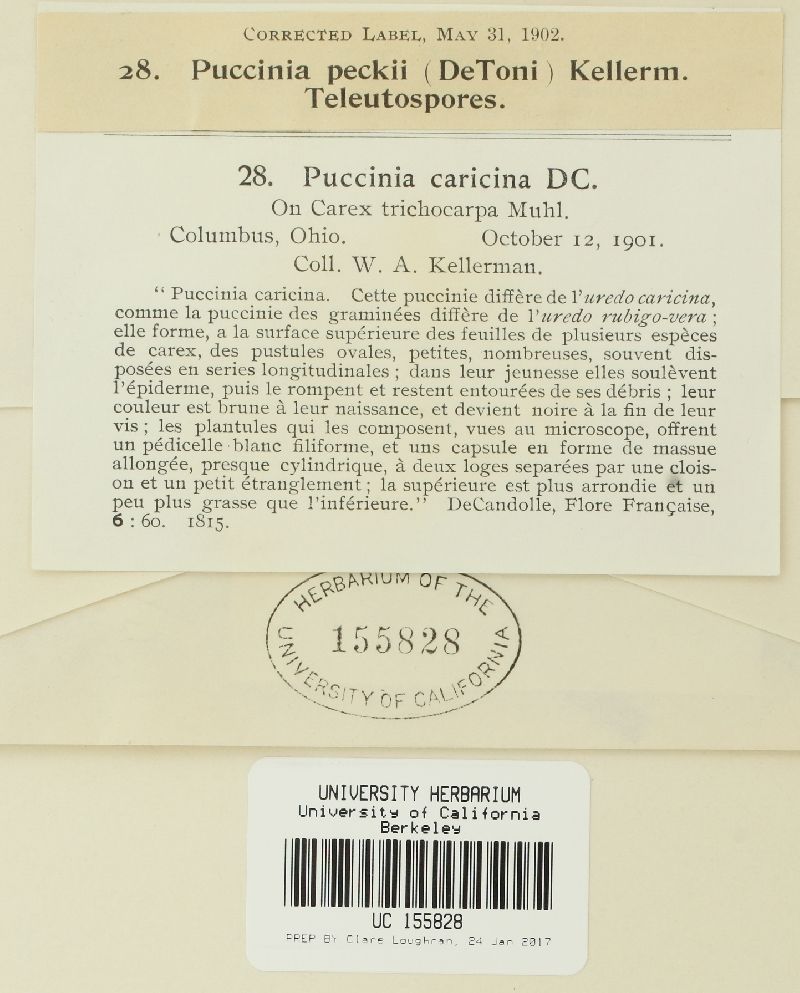 Corrected Label, May 31, 1902.
28. Puccinia peckii (DeToni) Kellerm.
Teleutospores.
28. Puccinia caricina DC.
On Carex trichocarpa Muhl.
Columbus, Ohio. October 12, 1901.
Coll. W. A. Kellerman.
“ Puccinia caricina. Cette puccinie diffère de l'uredo caricina,
comme la puccinie des graminées diffère de l'uredo rubigo-vera ;
elle forme, a la surface supérieure des feuilles de plusieurs espèces
de carex, des pustules ovales, petites, nombreuses, souvent dis-
posées en series longitudinales ; dans leur jeunesse elles soulèvent
l'épiderme, puis le rompent et restent entourées de ses débris ; leur
couleur est brune à leur naissance, et devient noire à la fin de leur
vis ; les plantules qui les composent, vues au microscope, offrent
un pédicelle blanc filiforme, et uns capsule en forme de massue
allongée, presque cylindrique, à deux loges separées par une clois-
on et un petit étranglement ; la supérieure est plus arrondie et un
peu plus grasse que l'inférieure.” DeCandolle, Flore Française,
6 : 60. 1815.
HERBARIUM OF THE
155828
UNIVERSITY OF CALIFORNIA
UNIVERSITY HERBARIUM
University of California
Berkeley
UC 155828
PREP BY Clare Loughran, 24 Jan 2017